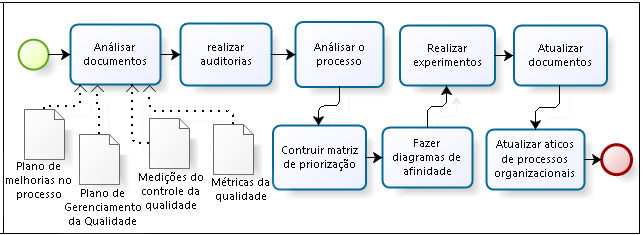 Análisar
documentos
realizar
auditorias
Análisar o
processo
Realizar
experimentos
Atualizar
documentos
Contruir matriz
de priorização
Fazer
diagramas de
afinidade
Atualizar aticos
de processos
organizacionais
Plano de
melhorias no
processo
Plano de
Gerenciamento
da Qualidade
Medições do
controle da
qualidade
Métricas da
qualidade